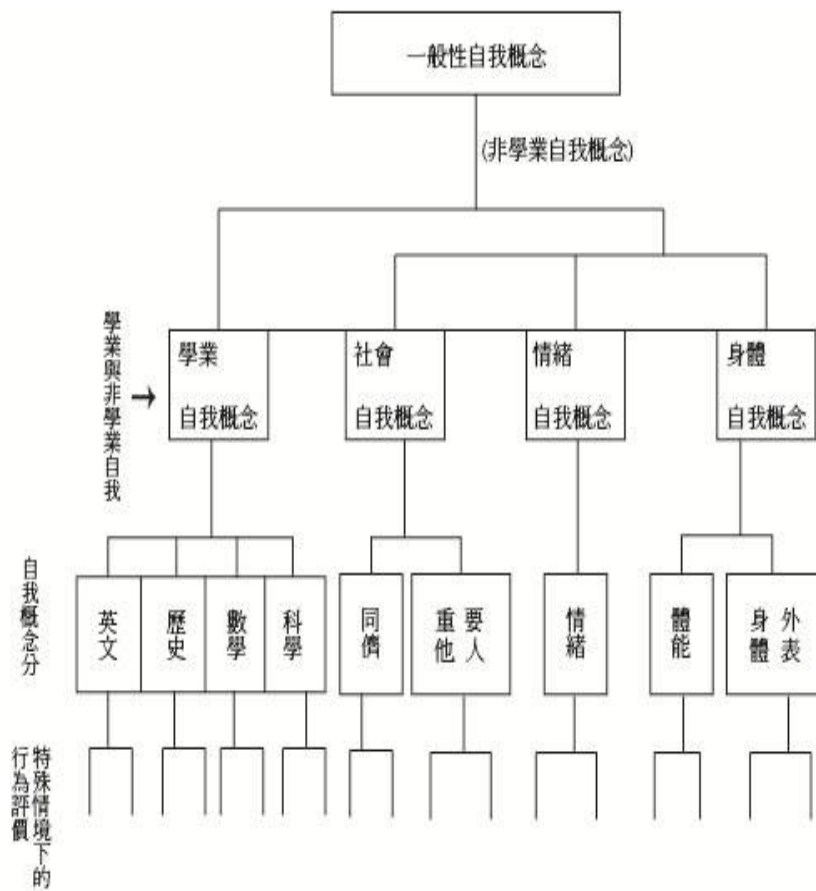 一般性自我概念
(非學業自我概念)
學業與非學業自我
學業
自我概念
社會
自我概念
情緒
自我概念
身體
自我概念
自我概念分
英文
歷史
數學
科學
同儕
重要
他人
情緒
體能
身體
外表
特殊情境下的
行為評價